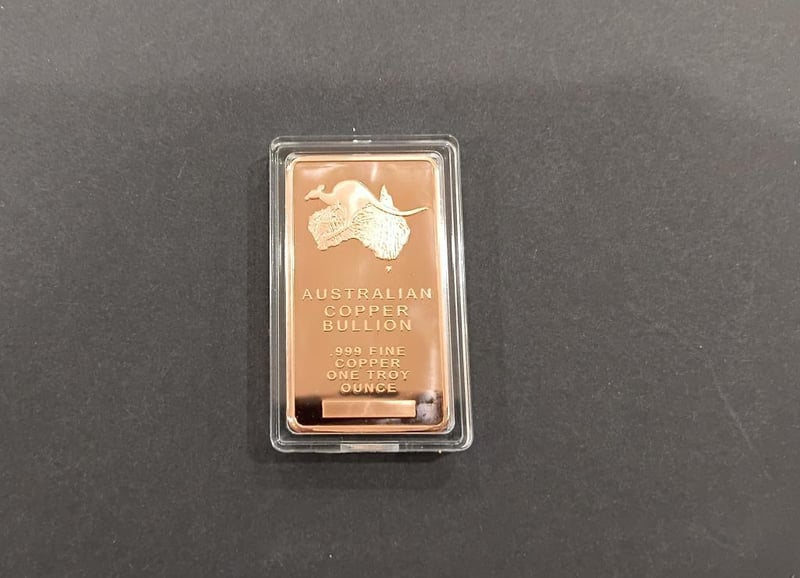 AUSTRALIAN
COPPER
BULLION
.999 FINE
COPPER
ONE TROY
OUNCE